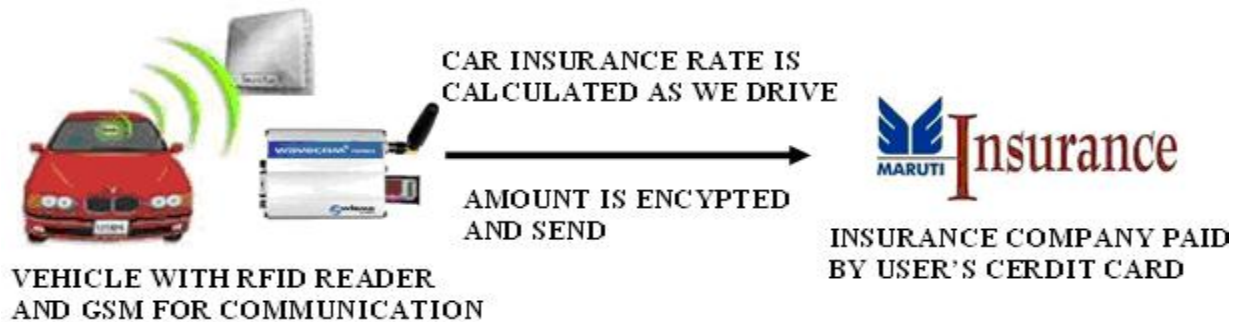 CAR INSURANCE RATE IS
CALCULATED AS WE DRIVE
wavecom
MARUTI
Insurance
AMOUNT IS ENCYPTED
AND SEND
INSURANCE COMPANY PAID
BY USER'S CERDIT CARD
VEHICLE WITH RFID READER
AND GSM FOR COMMUNICATION